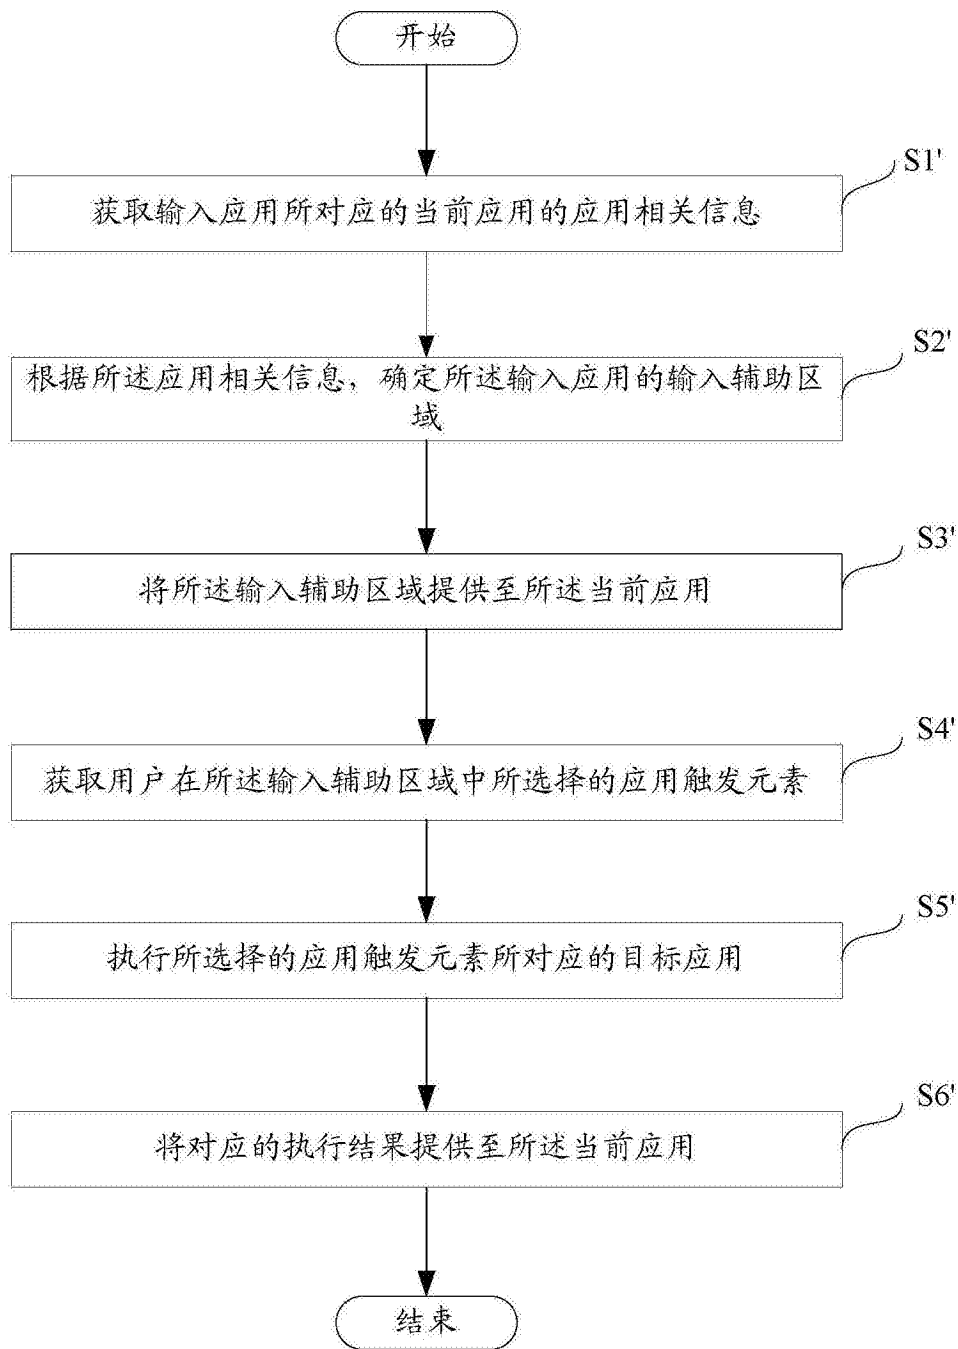 开始
S1'
获取输入应用所对应的当前应用的应用相关信息
S2'
根据所述应用相关信息，确定所述输入应用的输入辅助区
域
S3'
将所述输入辅助区域提供至所述当前应用
S4'
获取用户在所述输入辅助区域中所选择的应用触发元素
S5'
执行所选择的应用触发元素所对应的目标应用
S6'
将对应的执行结果提供至所述当前应用
结束